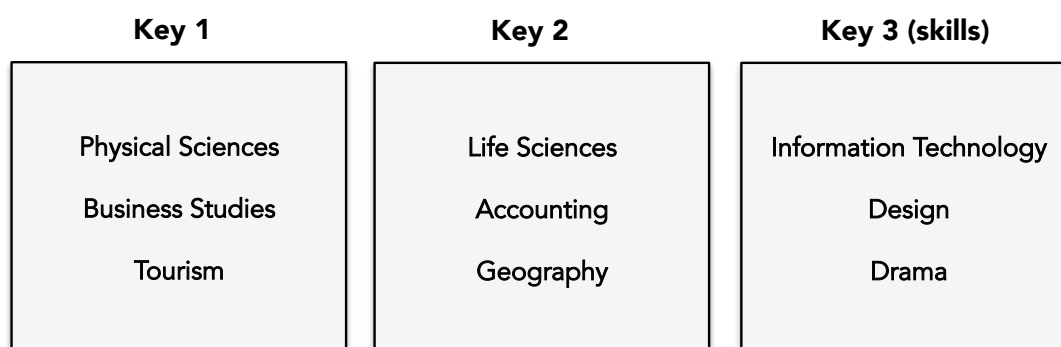 Key 1
Physical Sciences
Business Studies
Tourism
Key 2
Life Sciences
Accounting
Geography
Key 3 (skills)
Information Technology
Design
Drama